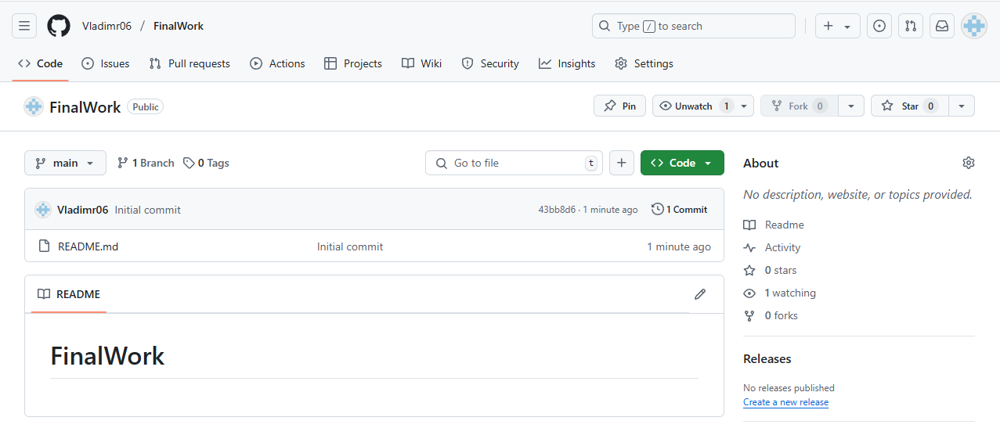 Vladimr06 / FinalWork Type / to search
Code Issues Pull requests Actions Projects Wiki Security Insights Settings
FinalWork Public Pin Unwatch 1 Fork 0 Star 0
main 1 Branch 0 Tags Go to file t Code
Vladimr06 Initial commit 43bb8d6 · 1 minute ago 1 Commit
README.md Initial commit 1 minute ago
README
FinalWork
About
No description, website, or topics provided.
Readme
Activity
0 stars
1 watching
0 forks
Releases
No releases published
Create a new release